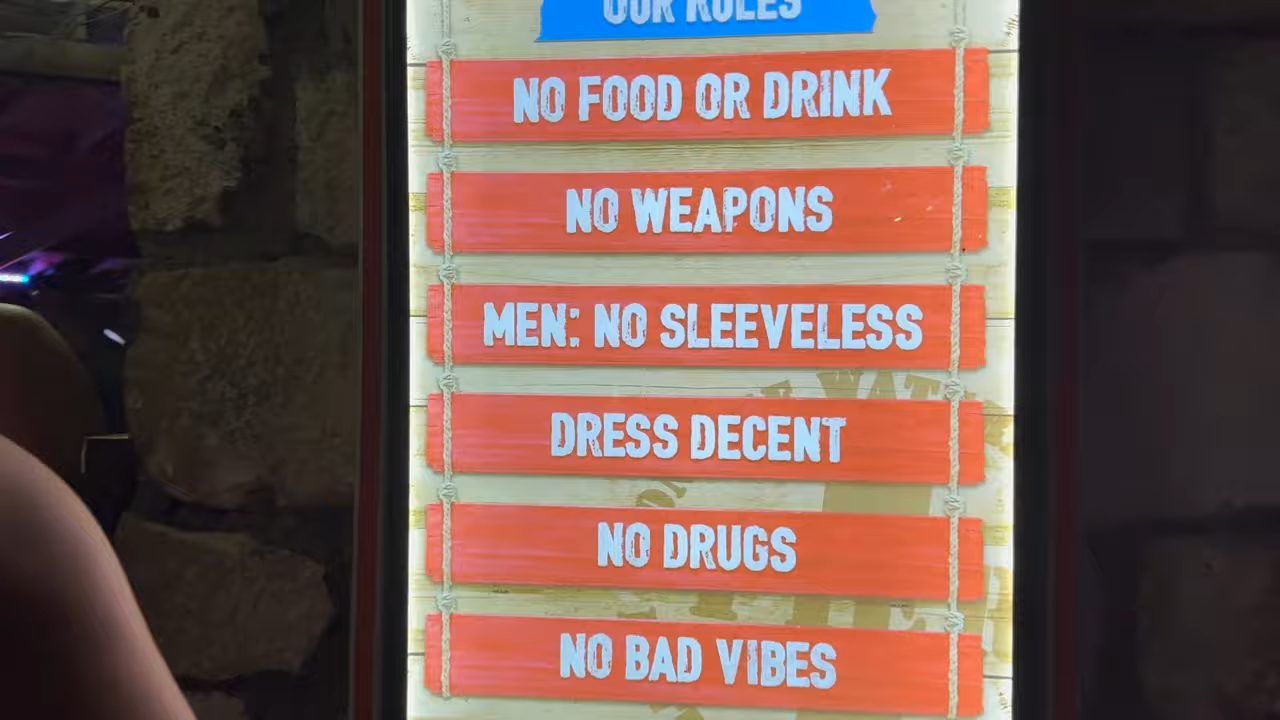 OUR RULES
NO FOOD OR DRINK
NO WEAPONS
MEN: NO SLEEVELESS
DRESS DECENT
NO DRUGS
NO BAD VIBES